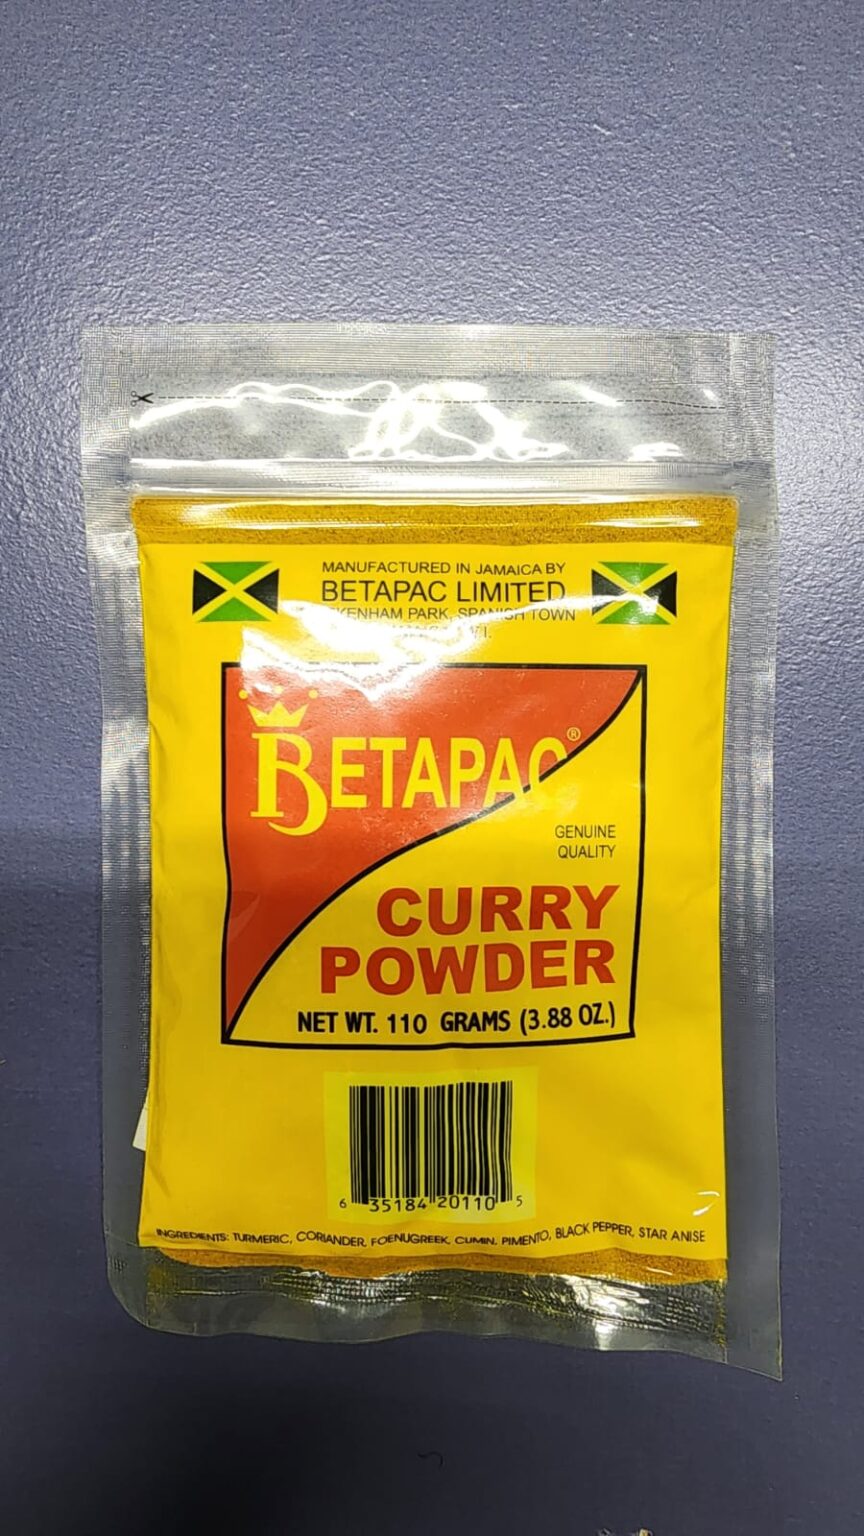 MANUFACTURED IN JAMAICA BY
BETAPAC LIMITED
PARK, SPANISH TOWN
BETAPAC®
GENUINE
QUALITY
CURRY
POWDER
NET WT. 110 GRAMS (3.88 OZ.)
6 35184 20110 5
INGREDIENTS: TURMERIC, CORIANDER, FOENUGREEK, CUMIN, PIMENTO, BLACK PEPPER, STAR ANISE